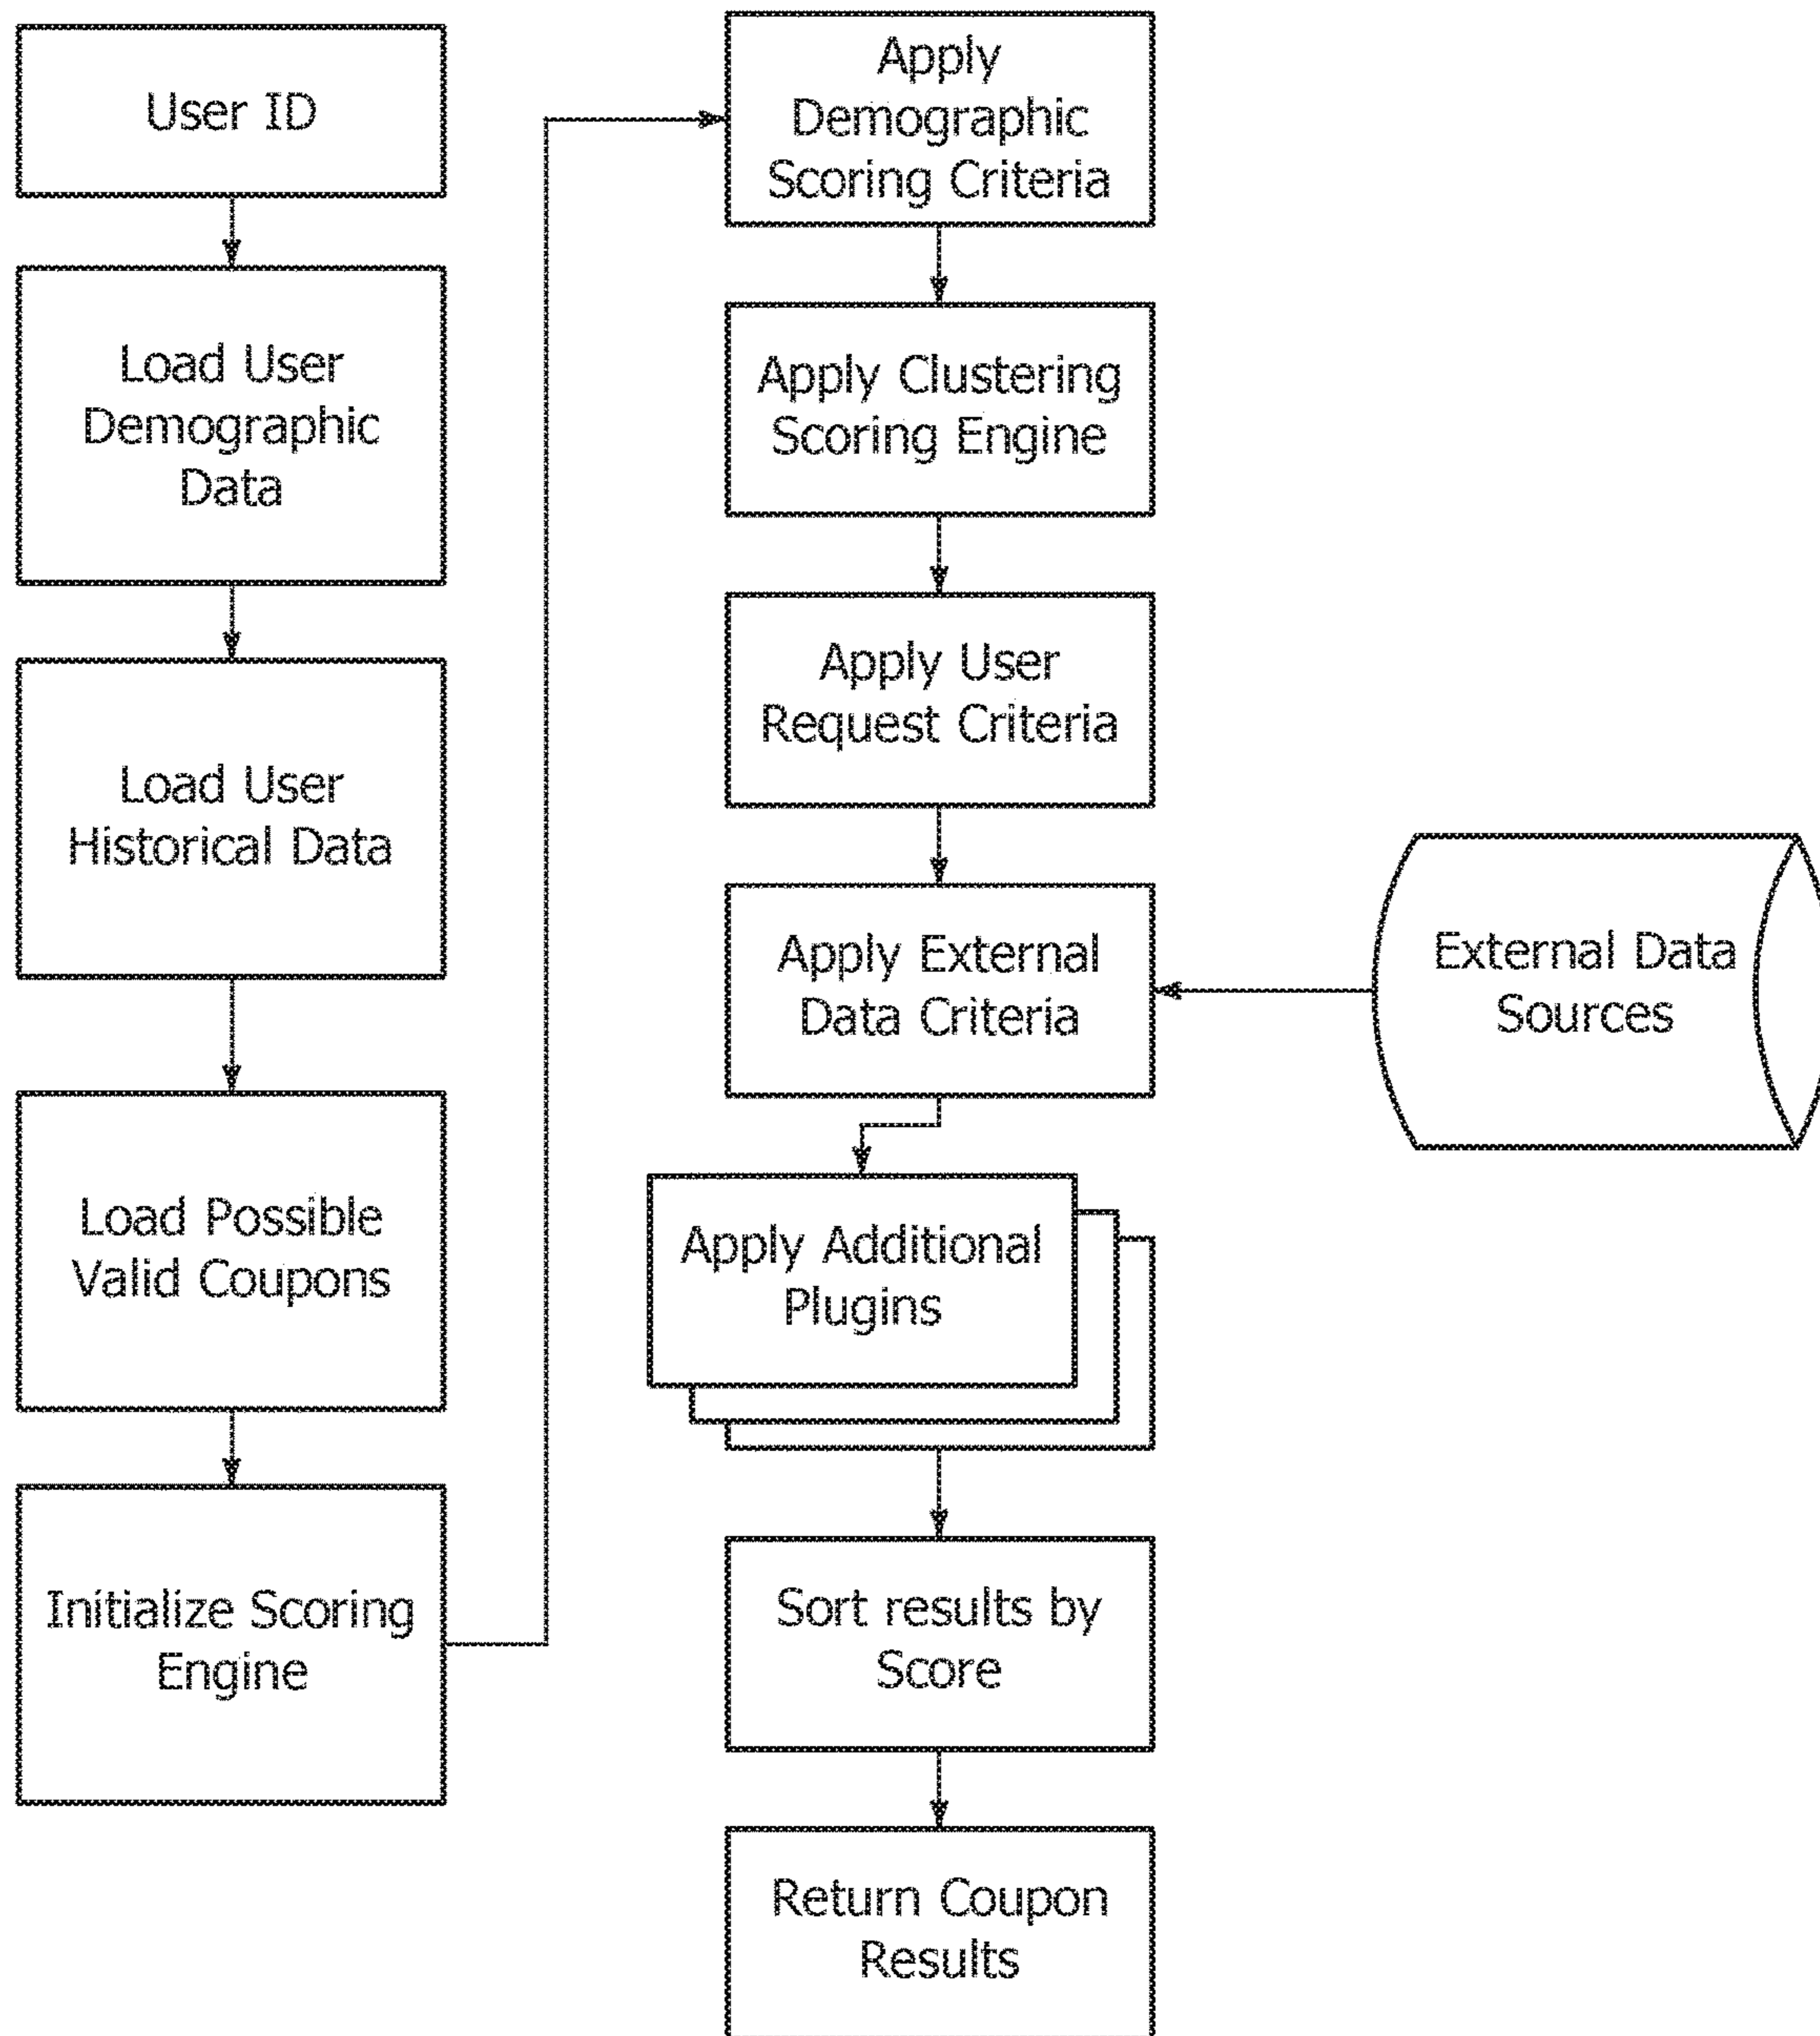 User ID
Load User
Demographic
Data
Load User
Historical Data
Load Possible
Valid Coupons
Initialize Scoring
Engine
Apply
Demographic
Scoring Criteria
Apply Clustering
Scoring Engine
Apply User
Request Criteria
Apply External
Data Criteria
External Data
Sources
Apply Additional
Plugins
Sort results by
Score
Return Coupon
Results